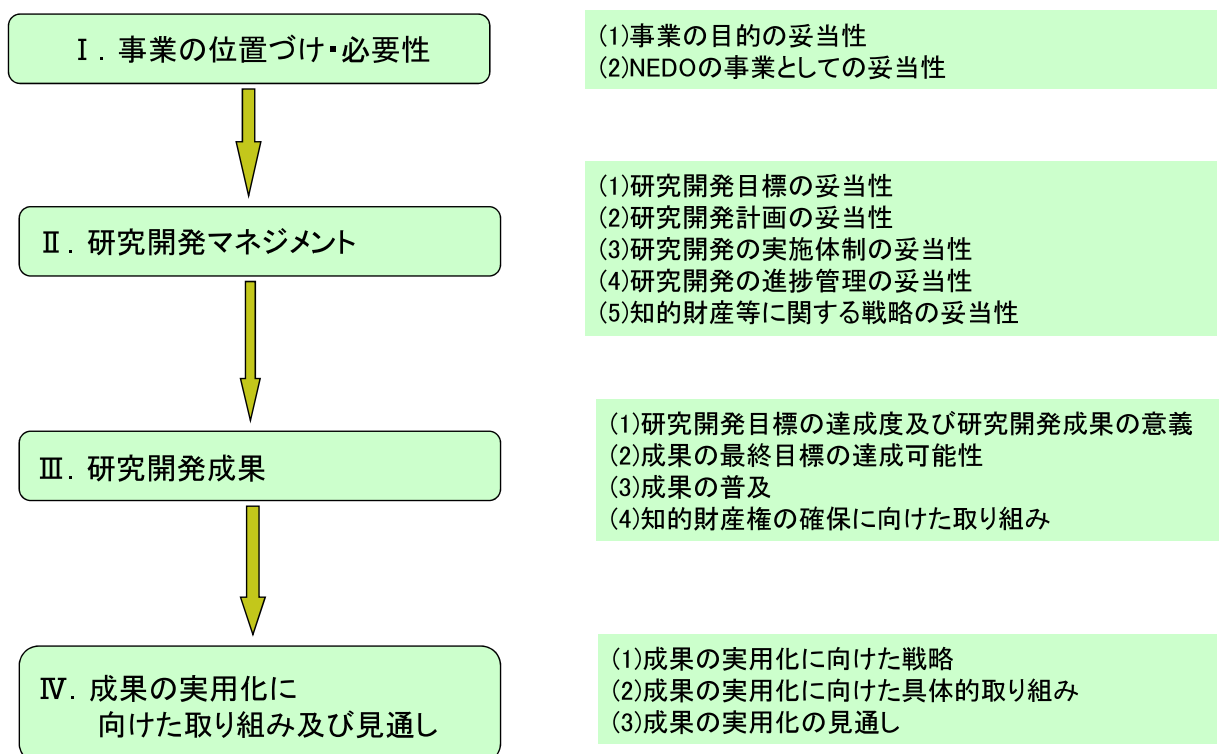 Ⅰ. 事業の位置づけ・必要性
(1)事業の目的の妥当性
(2)NEDOの事業としての妥当性
Ⅱ. 研究開発マネジメント
(1)研究開発目標の妥当性
(2)研究開発計画の妥当性
(3)研究開発の実施体制の妥当性
(4)研究開発の進捗管理の妥当性
(5)知的財産等に関する戦略の妥当性
Ⅲ. 研究開発成果
(1)研究開発目標の達成度及び研究開発成果の意義
(2)成果の最終目標の達成可能性
(3)成果の普及
(4)知的財産権の確保に向けた取り組み
Ⅳ. 成果の実用化に
向けた取り組み及び見通し
(1)成果の実用化に向けた戦略
(2)成果の実用化に向けた具体的取り組み
(3)成果の実用化の見通し